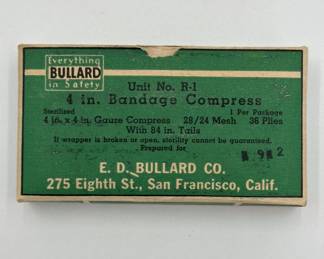 Everything
BULLARD
in Safety
Unit No. R-1
4 in. Bandage Compress
Sterilized
1 Per Package
4 in. x 4 in. Gauze Compress 28/24 Mesh 36 Plies
With 84 in. Tails
If wrapper is broken or open, sterility cannot be guaranteed.
Prepared for
E. D. BULLARD CO.
275 Eighth St., San Francisco, Calif.